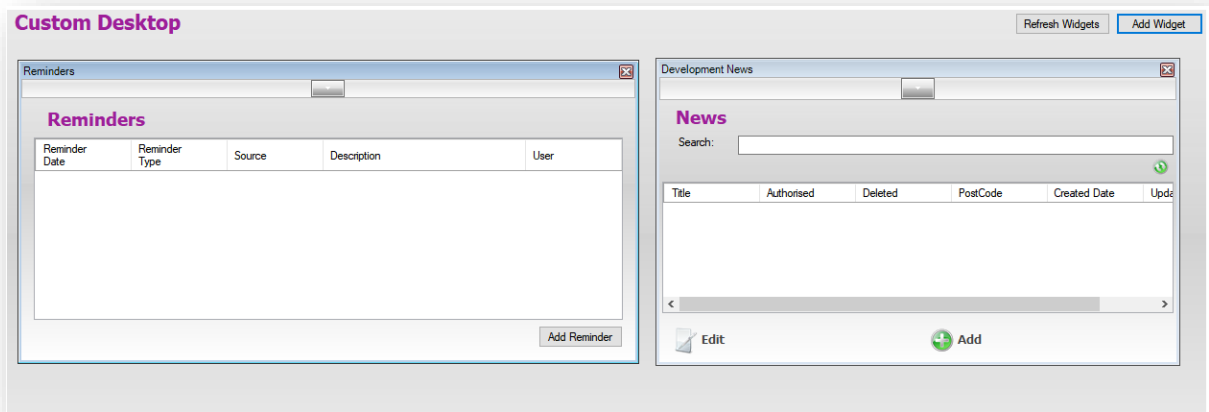 Custom Desktop
Refresh Widgets
Add Widget
Reminders
Reminders
Reminder Date
Reminder Type
Source
Description
User
Add Reminder
Development News
News
Search:
Title
Authorised
Deleted
PostCode
Created Date
Upda
Edit
Add